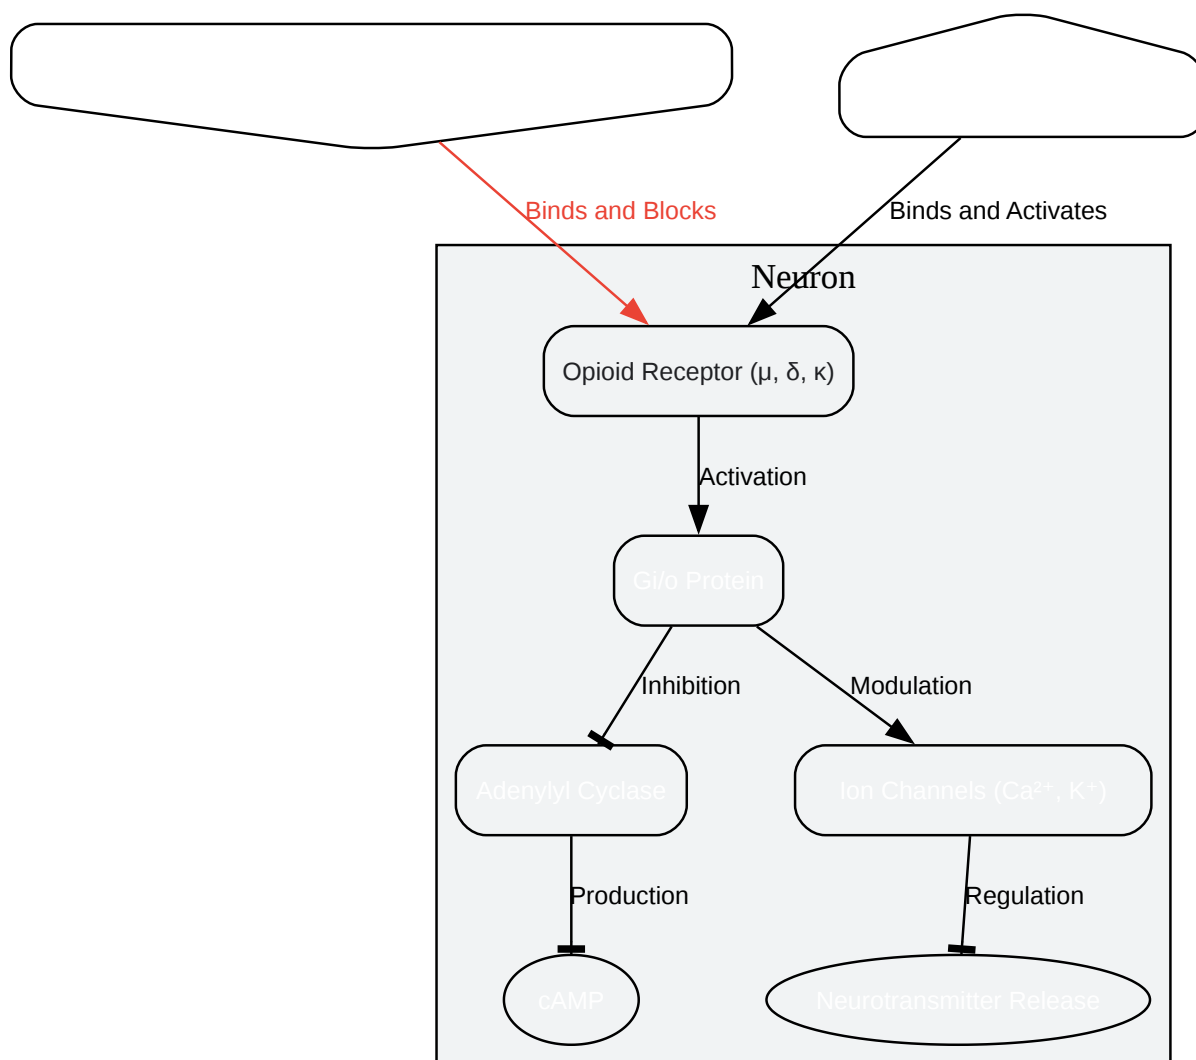 Binds and Blocks
Binds and Activates
Neuron
Opioid Receptor (μ, δ, κ)
Activation
Gi/o Protein
Inhibition
Modulation
Adenylyl Cyclase
Ion Channels (Ca²⁺, K⁺)
Production
Regulation
cAMP
Neurotransmitter Release